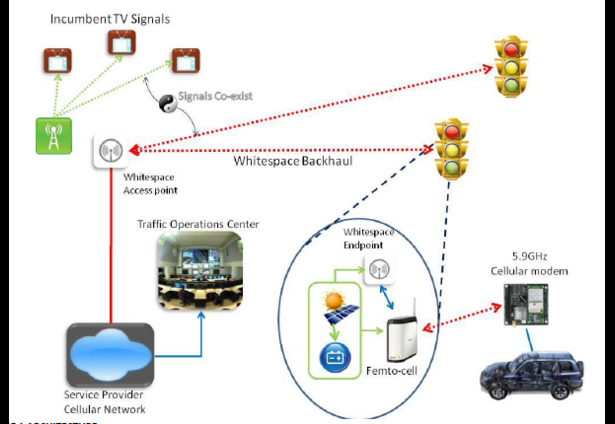 Incumbent TV Signals
Signals Co-exist
Whitespace Backhaul
Whitespace
Access point
Traffic Operations Center
Whitespace
Endpoint
5.9GHz
Cellular modem
Femto-cell
Service Provider
Cellular Network